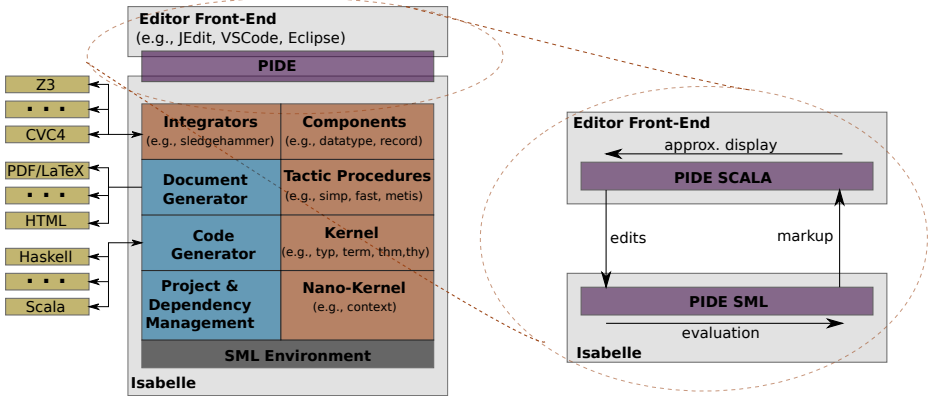 Editor Front-End
(e.g., JEdit, VSCode, Eclipse)
PIDE
Z3
. . .
CVC4
PDF/LaTeX
. . .
HTML
Haskell
. . .
Scala
Integrators
(e.g., sledgehammer)
Components
(e.g., datatype, record)
Document
Generator
Tactic Procedures
(e.g., simp, fast, metis)
Code
Generator
Kernel
(e.g., typ, term, thm,thy)
Project &
Dependency
Management
Nano-Kernel
(e.g., context)
SML Environment
Isabelle
Editor Front-End
approx. display
PIDE SCALA
edits
markup
PIDE SML
evaluation
Isabelle